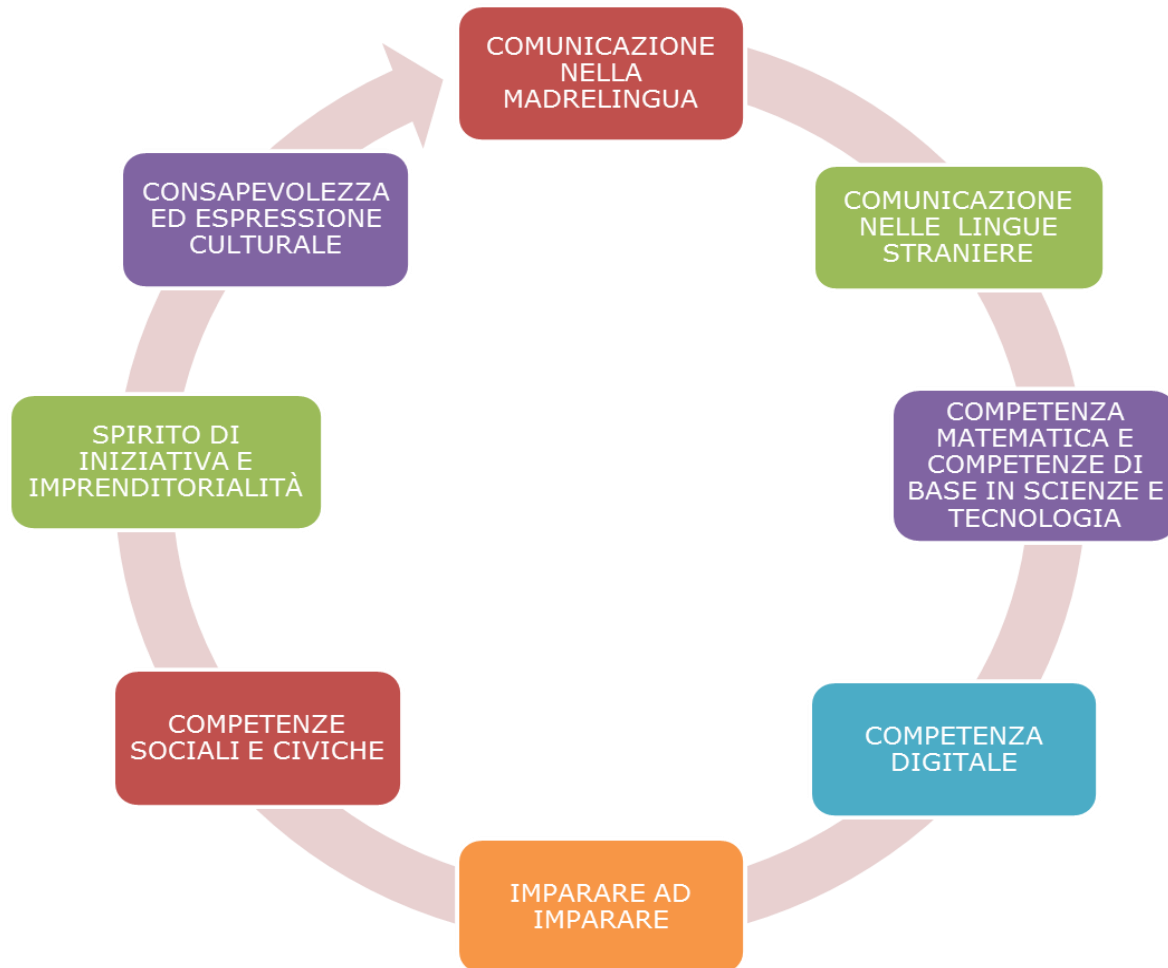 COMUNICAZIONE
NELLA
MADRELINGUA
COMUNICAZIONE
NELLE LINGUE
STRANIERE
COMPETENZA
MATEMATICA E
COMPETENZE DI
BASE IN SCIENZE E
TECNOLOGIA
COMPETENZA
DIGITALE
IMPARARE AD
IMPARARE
COMPETENZE
SOCIALI E CIVICHE
SPIRITO DI
INIZIATIVA E
IMPRENDITORIALITÀ
CONSAPEVOLEZZA
ED ESPRESSIONE
CULTURALE